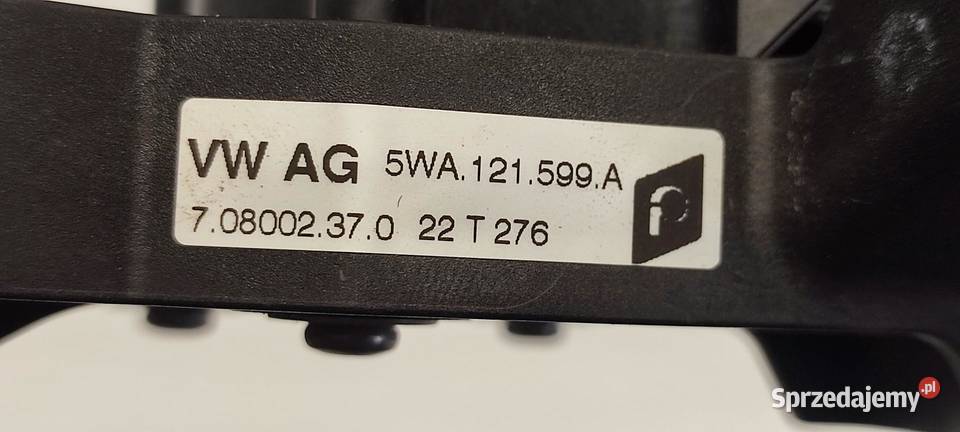 VW AG 5WA.121.599.A
7.08002.37.0 22 T 276
Sprzedajemy.pl